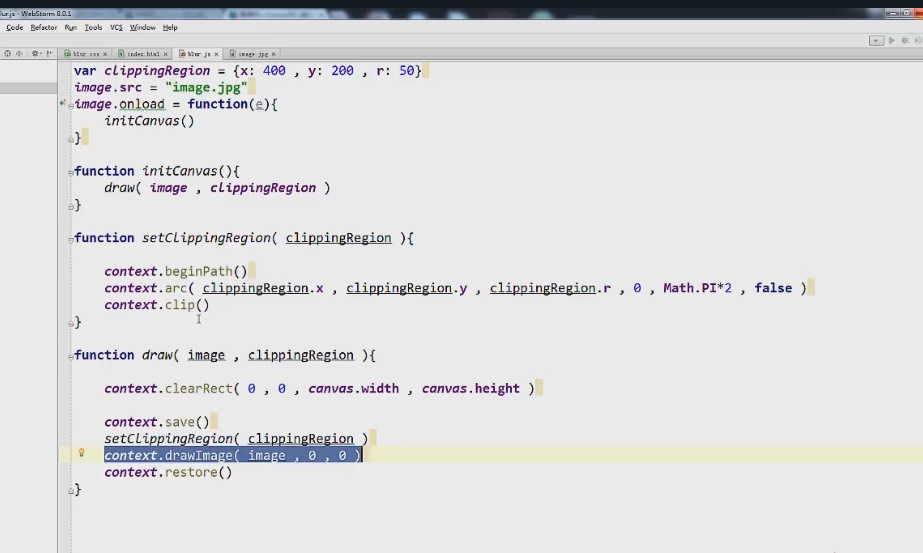 blur.js - WebStorm 8.0.1
Code Refactor Run Tools VCS Window Help
blur.css index.html blur.js image.jpg
var clippingRegion = {x: 400 , y: 200 , r: 50}
image.src = "image.jpg"
image.onload = function(e){
initCanvas()
}
function initCanvas(){
draw( image , clippingRegion )
}
function setClippingRegion( clippingRegion ){
context.beginPath()
context.arc( clippingRegion.x , clippingRegion.y , clippingRegion.r , 0 , Math.PI*2 , false )
context.clip()
}
function draw( image , clippingRegion ){
context.clearRect( 0 , 0 , canvas.width , canvas.height )
context.save()
setClippingRegion( clippingRegion )
context.drawImage( image , 0 , 0 )
context.restore()
}